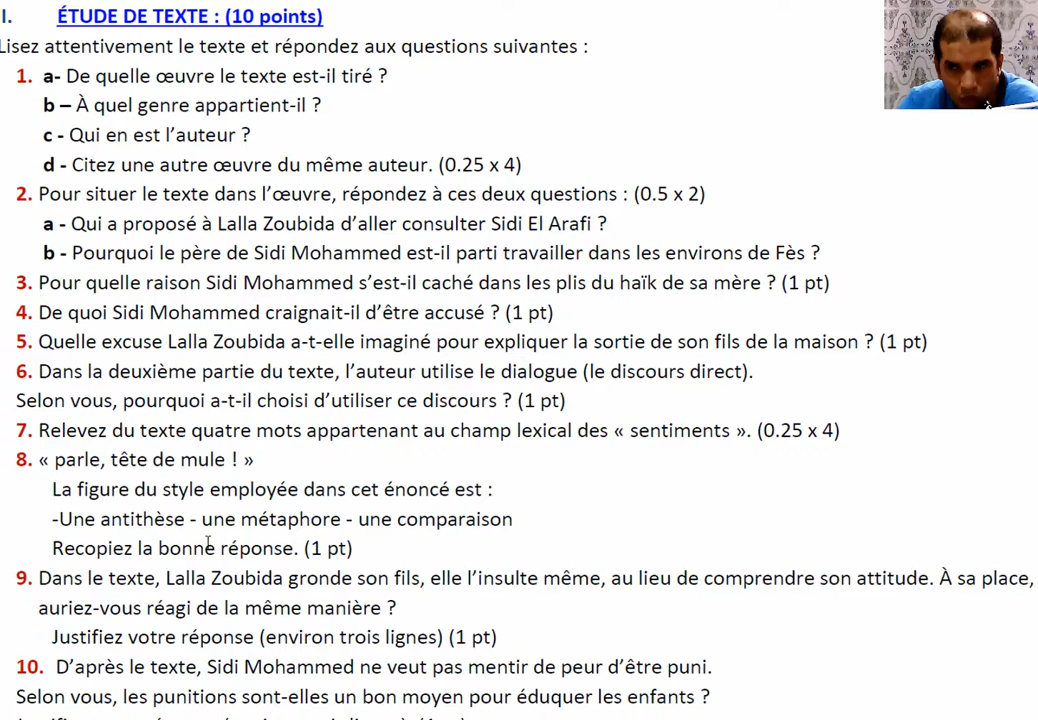 I. ÉTUDE DE TEXTE : (10 points)
Lisez attentivement le texte et répondez aux questions suivantes :
1. a- De quelle œuvre le texte est-il tiré ?
b – À quel genre appartient-il ?
c - Qui en est l’auteur ?
d - Citez une autre œuvre du même auteur. (0.25 x 4)
2. Pour situer le texte dans l’œuvre, répondez à ces deux questions : (0.5 x 2)
a - Qui a proposé à Lalla Zoubida d’aller consulter Sidi El Arafi ?
b - Pourquoi le père de Sidi Mohammed est-il parti travailler dans les environs de Fès ?
3. Pour quelle raison Sidi Mohammed s’est-il caché dans les plis du haïk de sa mère ? (1 pt)
4. De quoi Sidi Mohammed craignait-il d’être accusé ? (1 pt)
5. Quelle excuse Lalla Zoubida a-t-elle imaginé pour expliquer la sortie de son fils de la maison ? (1 pt)
6. Dans la deuxième partie du texte, l’auteur utilise le dialogue (le discours direct).
Selon vous, pourquoi a-t-il choisi d’utiliser ce discours ? (1 pt)
7. Relevez du texte quatre mots appartenant au champ lexical des « sentiments ». (0.25 x 4)
8. « parle, tête de mule ! »
La figure du style employée dans cet énoncé est :
-Une antithèse - une métaphore - une comparaison
Recopiez la bonne réponse. (1 pt)
9. Dans le texte, Lalla Zoubida gronde son fils, elle l’insulte même, au lieu de comprendre son attitude. À sa place,
auriez-vous réagi de la même manière ?
Justifiez votre réponse (environ trois lignes) (1 pt)
10. D’après le texte, Sidi Mohammed ne veut pas mentir de peur d’être puni.
Selon vous, les punitions sont-elles un bon moyen pour éduquer les enfants ?